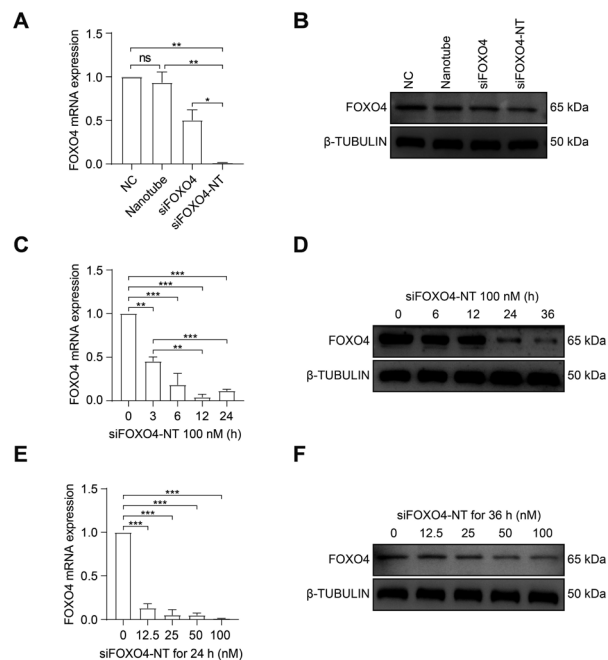 A
FOXO4 mRNA expression
1.5
1.0
0.5
0.0
**
ns
**
*
NC
Nanotube
siFOXO4
siFOXO4-NT
B
NC
Nanotube
siFOXO4
siFOXO4-NT
FOXO4
65 kDa
β-TUBULIN
50 kDa
C
FOXO4 mRNA expression
1.5
1.0
0.5
0.0
***
***
***
**
***
**
0 3 6 12 24
siFOXO4-NT 100 nM (h)
D
siFOXO4-NT 100 nM (h)
0 6 12 24 36
FOXO4
65 kDa
β-TUBULIN
50 kDa
E
FOXO4 mRNA expression
1.5
1.0
0.5
0.0
***
***
***
***
0 12.5 25 50 100
siFOXO4-NT for 24 h (nM)
F
siFOXO4-NT for 36 h (nM)
0 12.5 25 50 100
FOXO4
65 kDa
β-TUBULIN
50 kDa